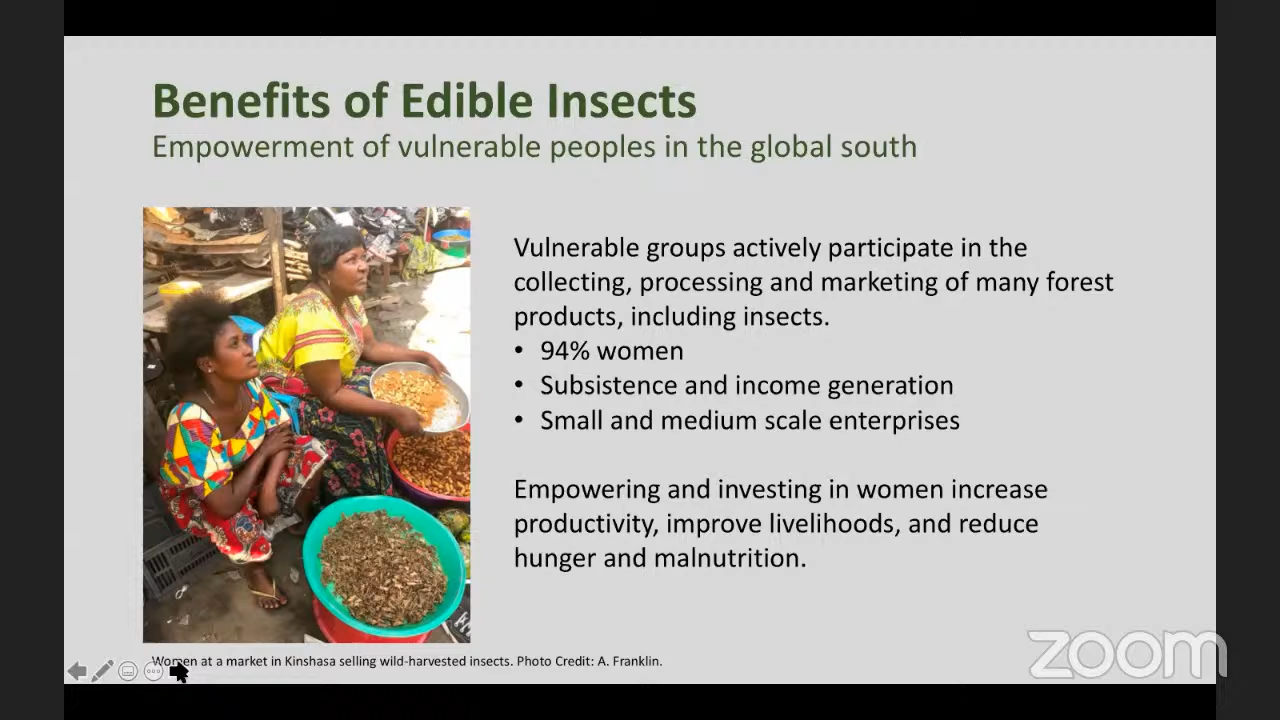 Benefits of Edible Insects
Empowerment of vulnerable peoples in the global south
Vulnerable groups actively participate in the
collecting, processing and marketing of many forest
products, including insects.
• 94% women
• Subsistence and income generation
• Small and medium scale enterprises
Empowering and investing in women increase
productivity, improve livelihoods, and reduce
hunger and malnutrition.
Women at a market in Kinshasa selling wild-harvested insects. Photo Credit: A. Franklin.
zoom